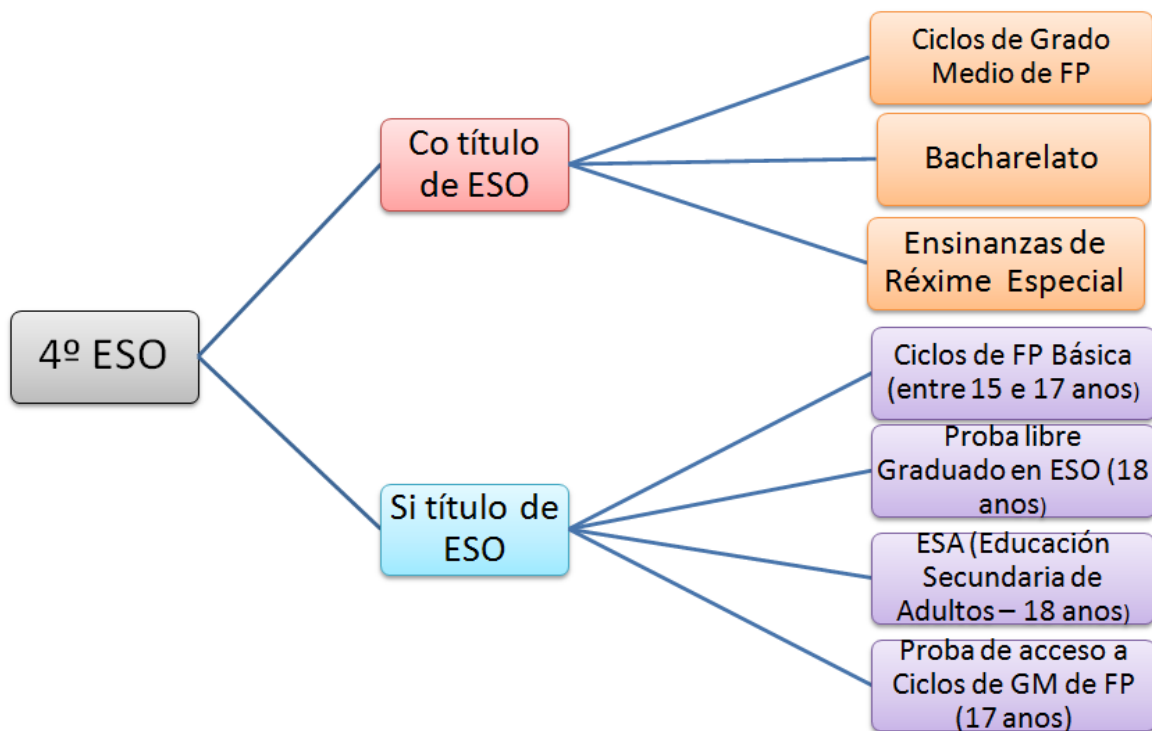 4º ESO
Co título
de ESO
Ciclos de Grado
Medio de FP
Bacharelato
Ensinanzas de
Réxime Especial
Si título de
ESO
Ciclos de FP Básica
(entre 15 e 17 anos)
Proba libre
Graduado en ESO (18
anos)
ESA (Educación
Secundaria de
Adultos – 18 anos)
Proba de acceso a
Ciclos de GM de FP
(17 anos)